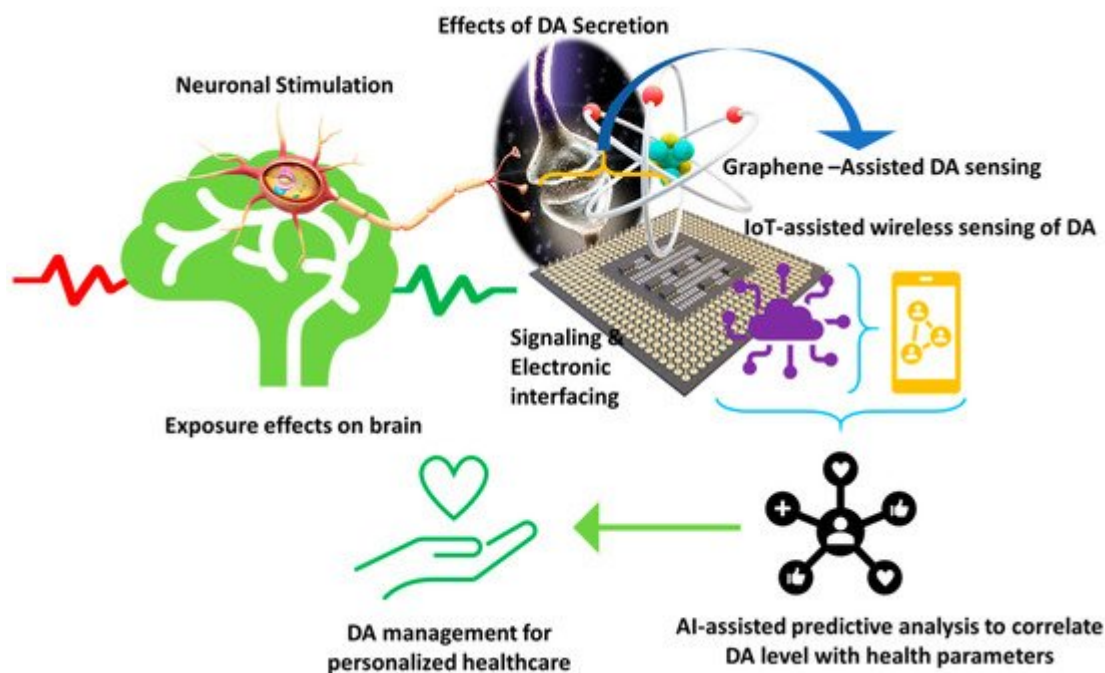 Effects of DA Secretion
Neuronal Stimulation
Graphene –Assisted DA sensing
IoT-assisted wireless sensing of DA
Signaling &
Electronic
interfacing
Exposure effects on brain
DA management for
personalized healthcare
AI-assisted predictive analysis to correlate
DA level with health parameters